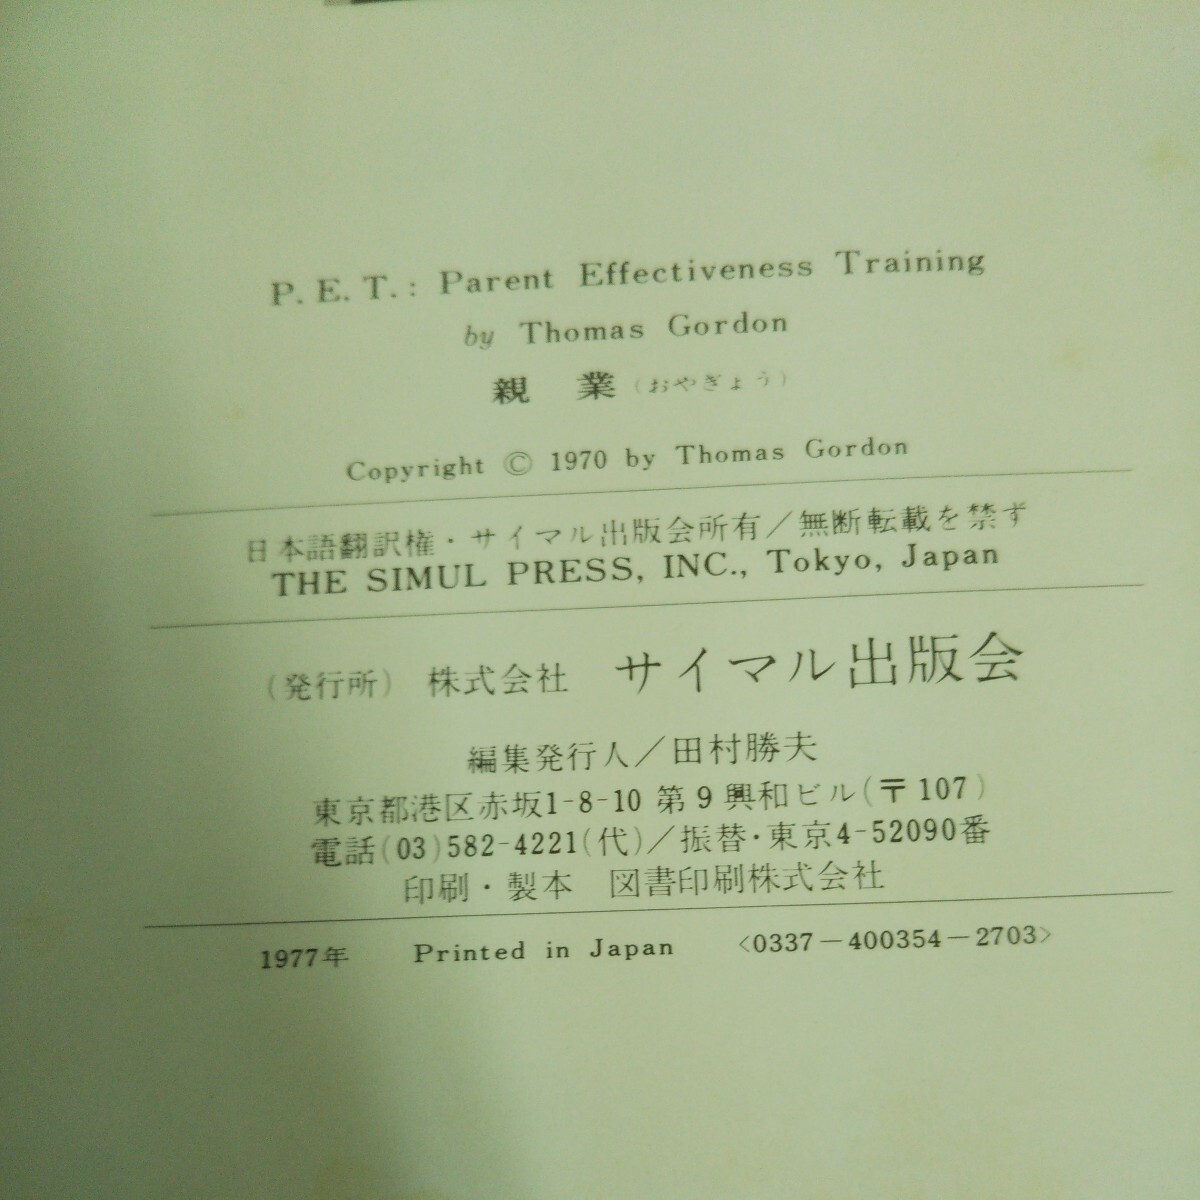 P. E. T. : Parent Effectiveness Training
by Thomas Gordon
親 業 (おやぎょう)
Copyright © 1970 by Thomas Gordon
日本語翻訳権・サイマル出版会所有／無断転載を禁ず
THE SIMUL PRESS, INC., Tokyo, Japan
(発行所) 株式会社 サイマル出版会
編集発行人／田村勝夫
東京都港区赤坂1-8-10 第9興和ビル(〒107)
電話(03)582-4221(代)／振替・東京4-52090番
印刷・製本 図書印刷株式会社
1977年 Printed in Japan <0337-400354-2703>